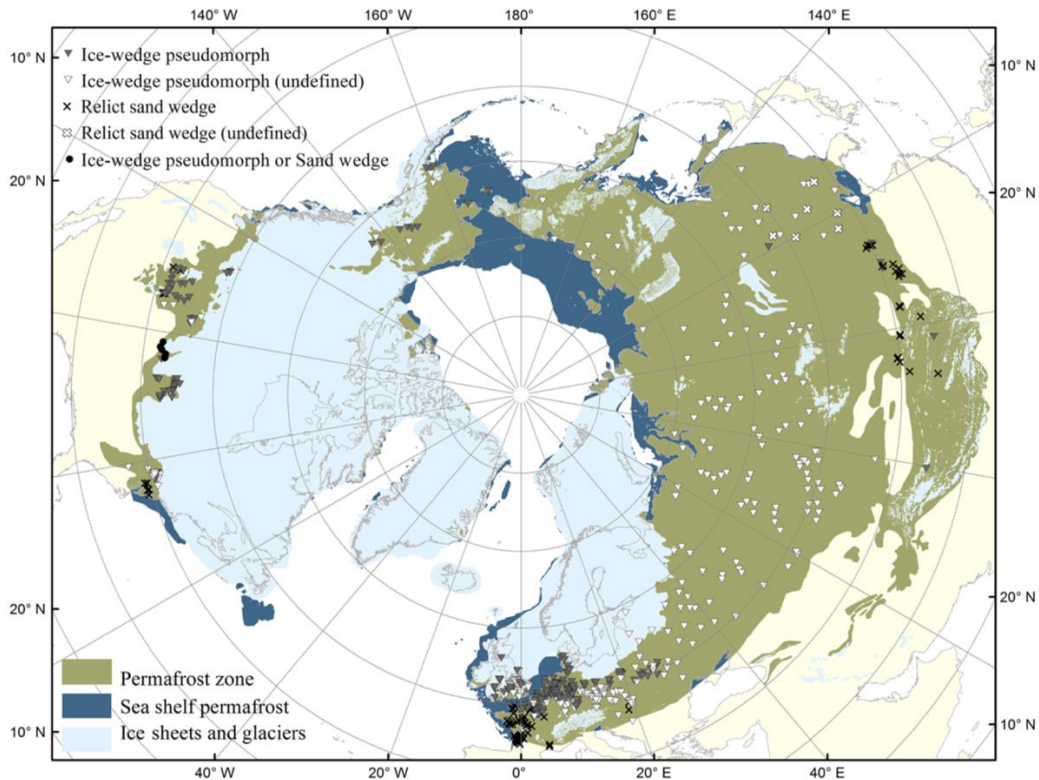 140° W
160° W
180°
160° E
140° E
10° N
10° N
Ice-wedge pseudomorph
Ice-wedge pseudomorph (undefined)
Relict sand wedge
Relict sand wedge (undefined)
Ice-wedge pseudomorph or Sand wedge
20° N
20° N
20° N
20° N
Permafrost zone
Sea shelf permafrost
Ice sheets and glaciers
10° N
10° N
40° W
20° W
0°
20° E
40° E